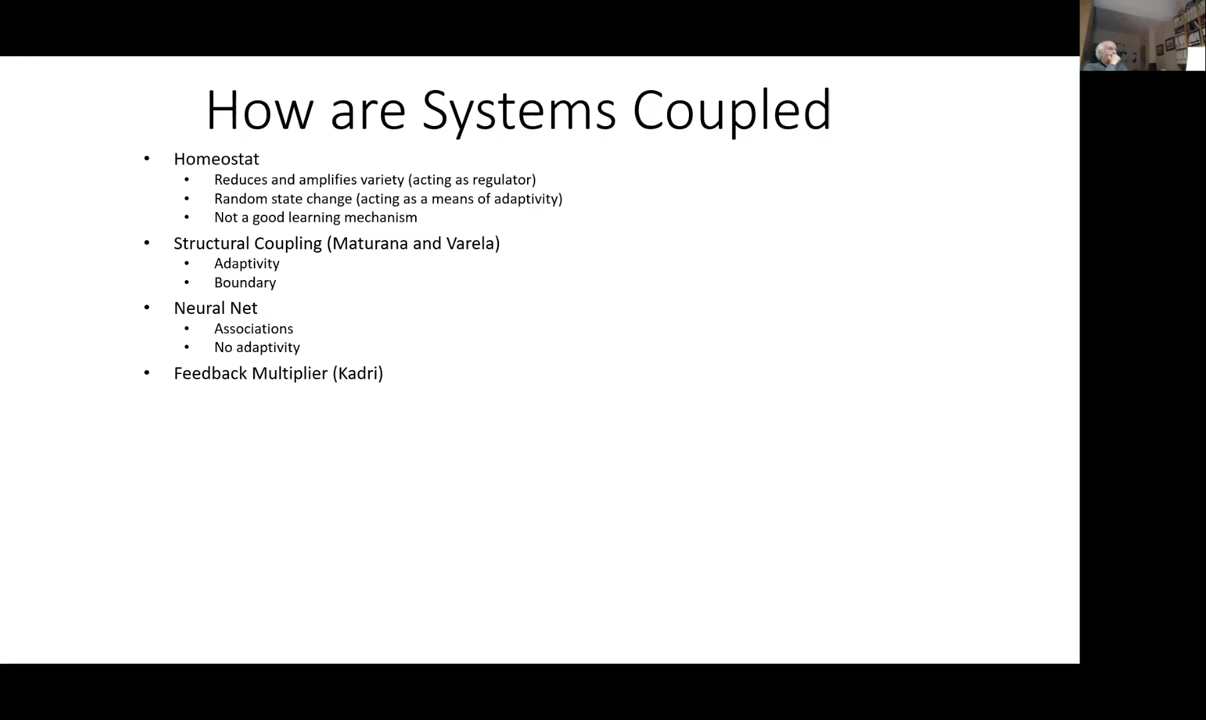 How are Systems Coupled
• Homeostat
• Reduces and amplifies variety (acting as regulator)
• Random state change (acting as a means of adaptivity)
• Not a good learning mechanism
• Structural Coupling (Maturana and Varela)
• Adaptivity
• Boundary
• Neural Net
• Associations
• No adaptivity
• Feedback Multiplier (Kadri)